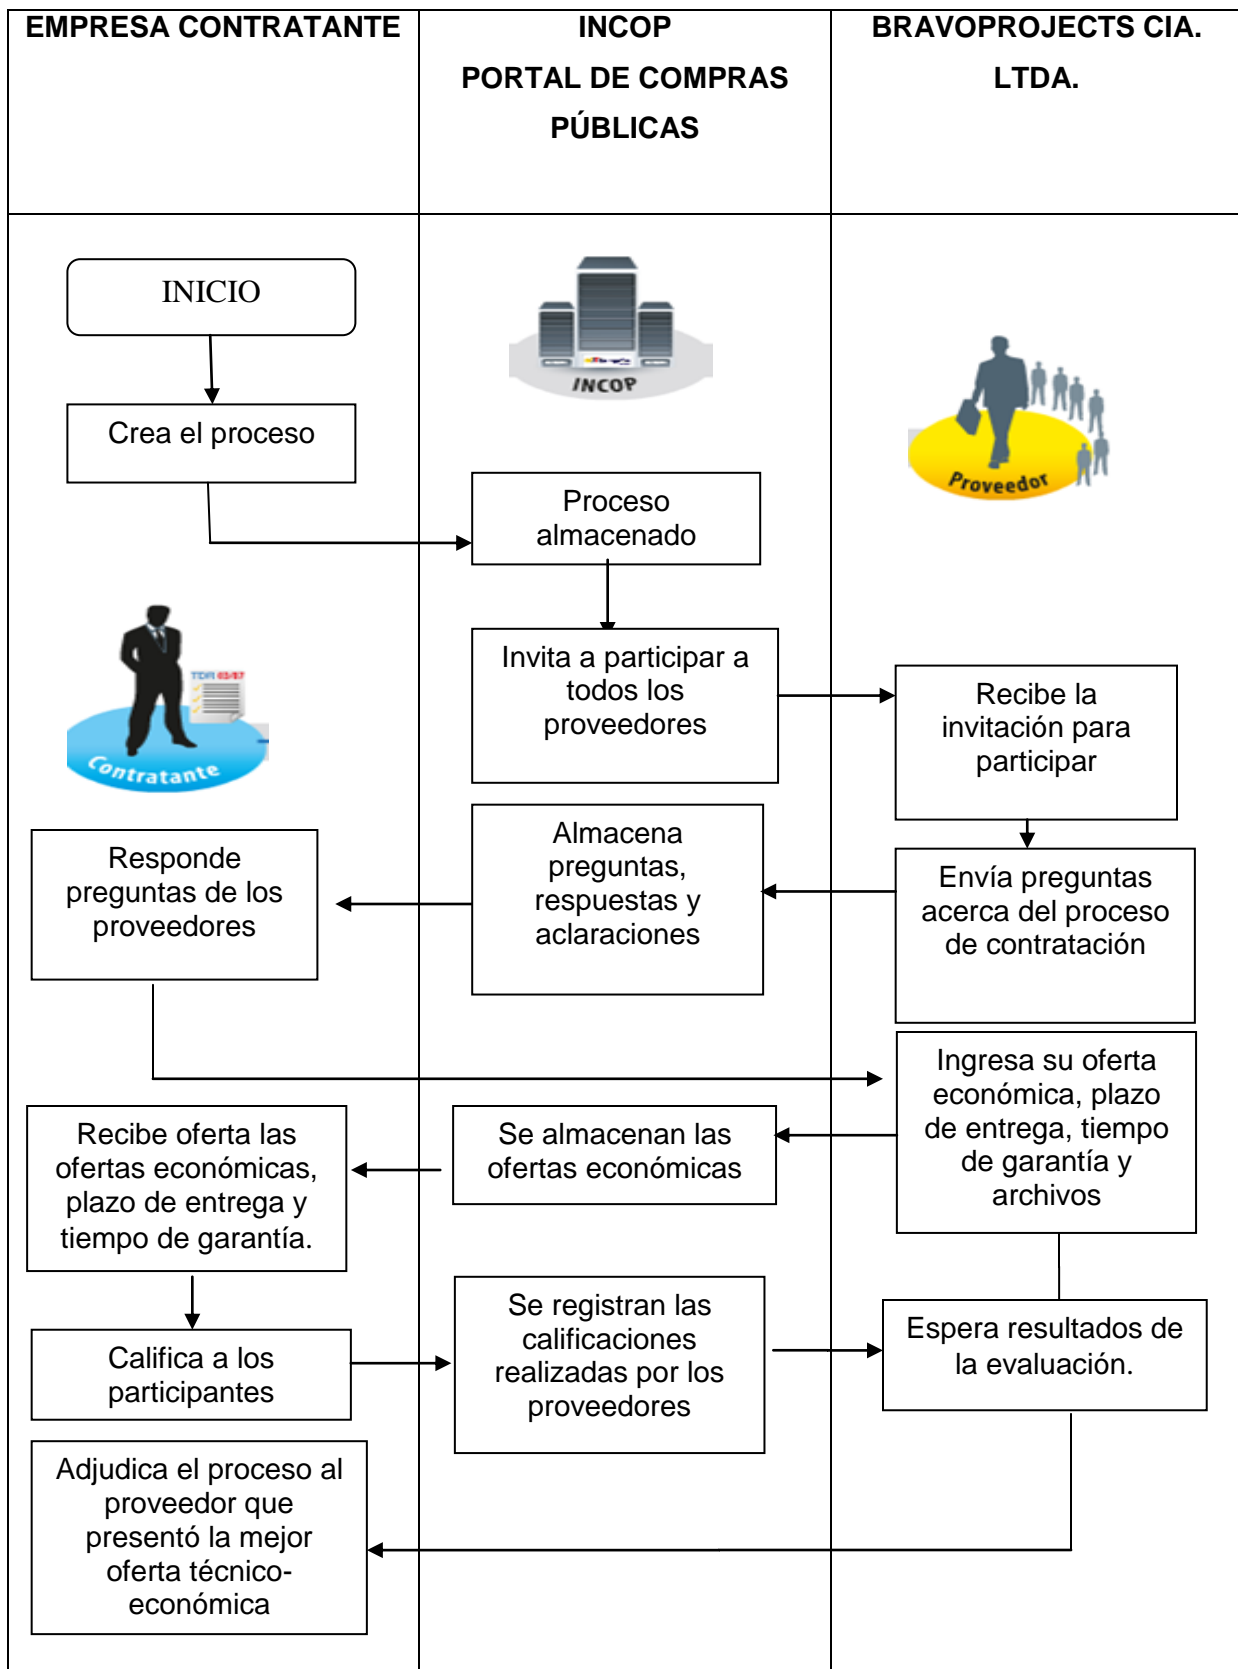 EMPRESA CONTRATANTE
INCOP
PORTAL DE COMPRAS
PÚBLICAS
BRAVOPROJECTS CIA.
LTDA.
INICIO
INCOP
Crea el proceso
Proveedor
Proceso
almacenado
Invita a participar a
todos los
proveedores
TDR 03/07
Contratante
Recibe la
invitación para
participar
Almacena
preguntas,
respuestas y
aclaraciones
Responde
preguntas de los
proveedores
Envía preguntas
acerca del proceso
de contratación
Ingresa su oferta
económica, plazo
de entrega, tiempo
de garantía y
archivos
Se almacenan las
ofertas económicas
Recibe oferta las
ofertas económicas,
plazo de entrega y
tiempo de garantía.
Califica a los
participantes
Se registran las
calificaciones
realizadas por los
proveedores
Espera resultados de
la evaluación.
Adjudica el proceso al
proveedor que
presentó la mejor
oferta técnico-
económica